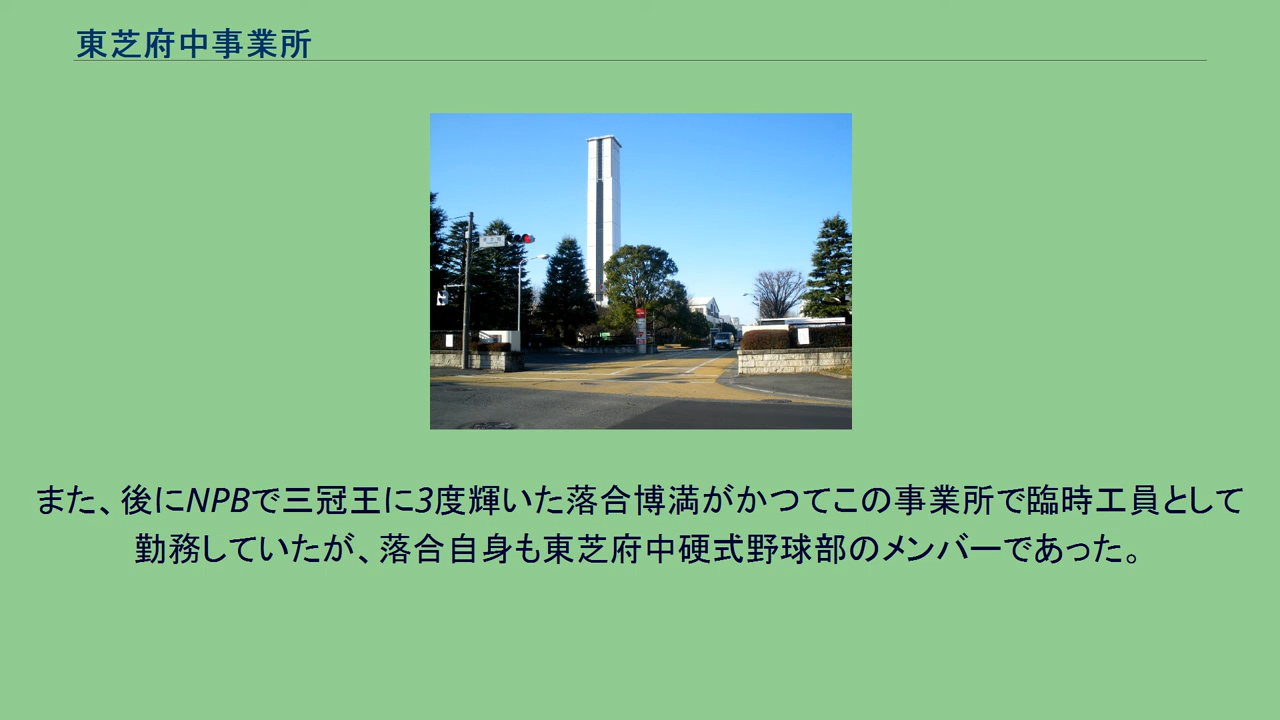 東芝府中事業所
また、後にNPBで三冠王に3度輝いた落合博満がかつてこの事業所で臨時工員として
勤務していたが、落合自身も東芝府中硬式野球部のメンバーであった。